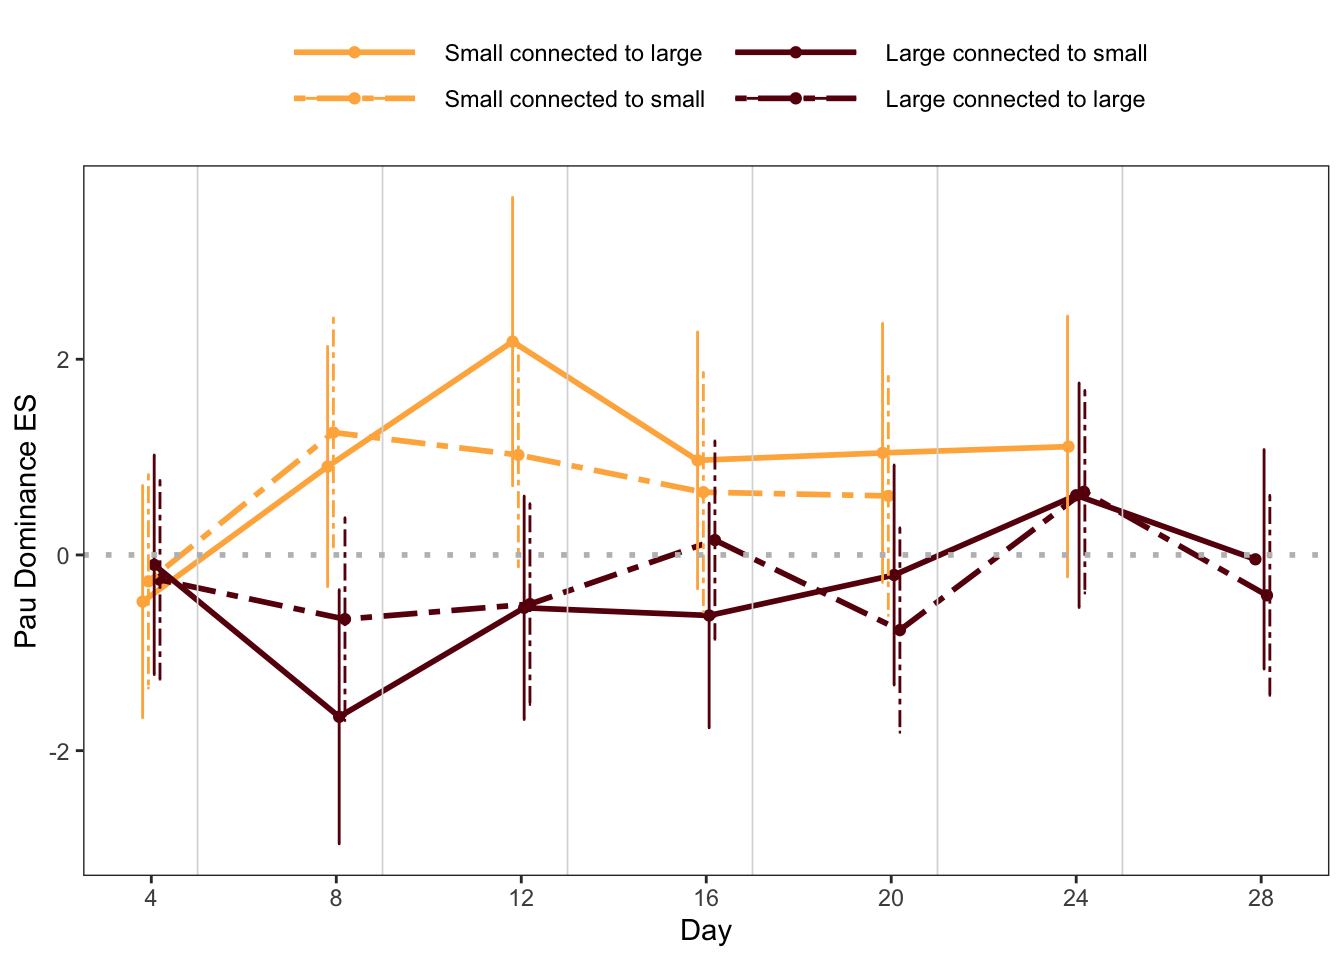 Small connected to large
Large connected to small
Small connected to small
Large connected to large
Pau Dominance ES
2
0
-2
4 8 12 16 20 24 28
Day